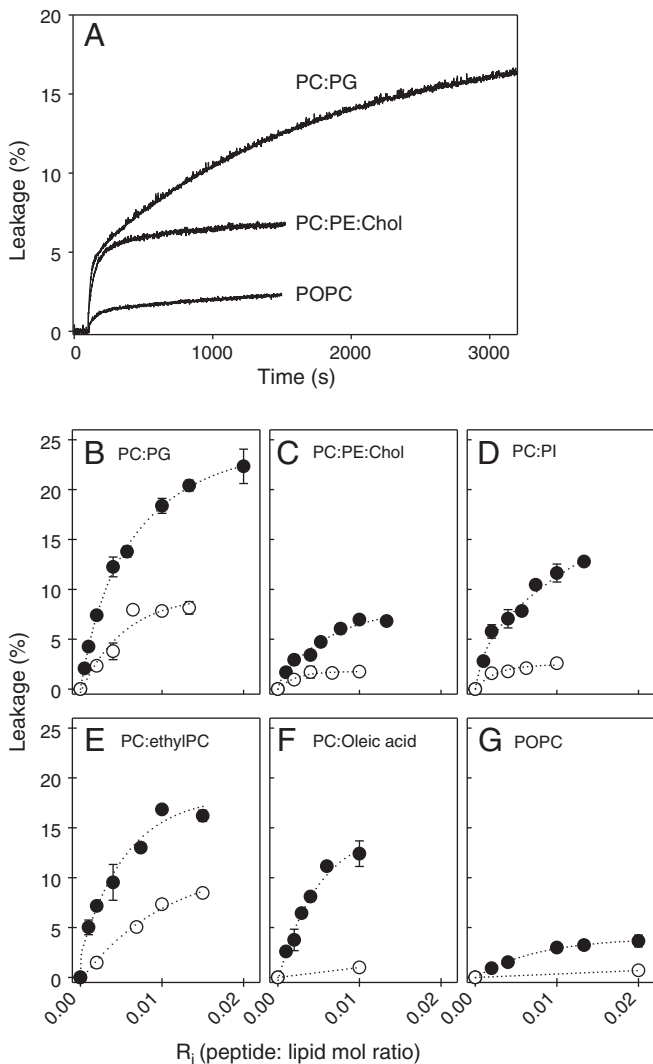 20
A
PC:PG
15
Leakage (%)
10
PC:PE:Chol
5
POPC
0
0 1000 2000 3000
Time (s)
25
B PC:PG
C PC:PE:Chol
D PC:PI
20
15
10
5
0
Leakage (%)
E PC:ethylPC
F PC:Oleic acid
G POPC
25
20
15
10
5
0
0.00 0.01 0.02 0.00 0.01 0.02 0.00 0.01 0.02
Ri (peptide: lipid mol ratio)